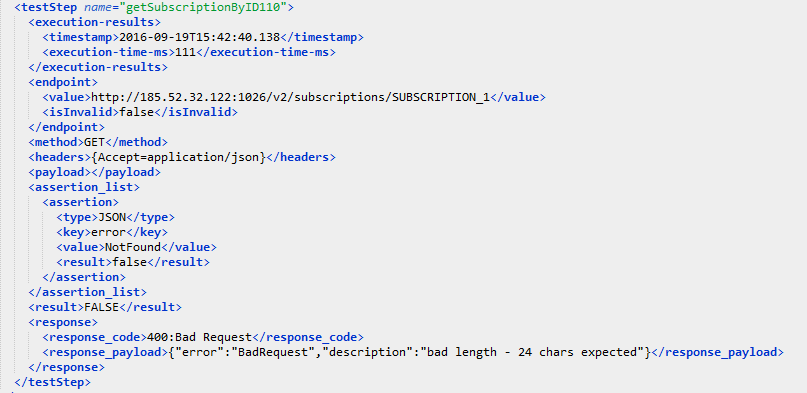 <testStep name="getSubscriptionByID110">
<execution-results>
<timestamp>2016-09-19T15:42:40.138</timestamp>
<execution-time-ms>111</execution-time-ms>
</execution-results>
<endpoint>
<value>http://185.52.32.122:1026/v2/subscriptions/SUBSCRIPTION_1</value>
<isInvalid>false</isInvalid>
</endpoint>
<method>GET</method>
<headers>{Accept=application/json}</headers>
<payload></payload>
<assertion_list>
<assertion>
<type>JSON</type>
<key>error</key>
<value>NotFound</value>
<result>false</result>
</assertion>
</assertion_list>
<result>FALSE</result>
<response>
<response_code>400:Bad Request</response_code>
<response_payload>{"error":"BadRequest","description":"bad length - 24 chars expected"}</response_payload>
</response>
</testStep>